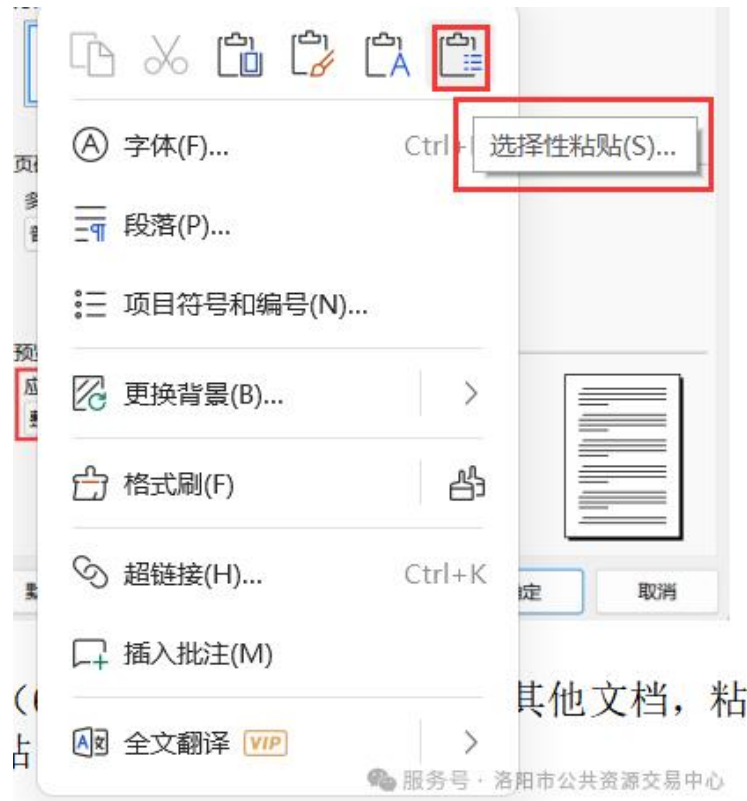 选择性粘贴(S)...
字体(F)...
段落(P)...
项目符号和编号(N)...
更换背景(B)...
格式刷(F)
超链接(H)... Ctrl+K
取消
插入批注(M)
其他文档，粘
全文翻译 VIP
服务号 · 洛阳市公共资源交易中心